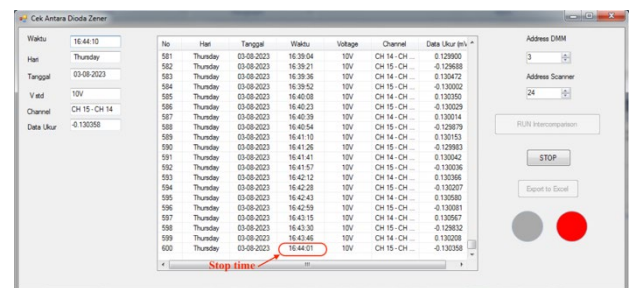 Cek Antara Dioda Zener
Waktu 16:44:10
Hari Thursday
Tanggal 03-08-2023
V std 10V
Channel CH 15 - CH 14
Data Ukur -0.130358
No Hari Tanggal Waktu Voltage Channel Data Ukur (mV
581 Thursday 03-08-2023 16:39:04 10V CH 14 - CH ... 0.129900
582 Thursday 03-08-2023 16:39:21 10V CH 15 - CH ... -0.129688
583 Thursday 03-08-2023 16:39:36 10V CH 14 - CH ... 0.130472
584 Thursday 03-08-2023 16:39:52 10V CH 15 - CH ... -0.130002
585 Thursday 03-08-2023 16:40:08 10V CH 14 - CH ... 0.130350
586 Thursday 03-08-2023 16:40:23 10V CH 15 - CH ... -0.130029
587 Thursday 03-08-2023 16:40:39 10V CH 14 - CH ... 0.130014
588 Thursday 03-08-2023 16:40:54 10V CH 15 - CH ... -0.129879
589 Thursday 03-08-2023 16:41:10 10V CH 14 - CH ... 0.130153
590 Thursday 03-08-2023 16:41:26 10V CH 15 - CH ... -0.129983
591 Thursday 03-08-2023 16:41:41 10V CH 14 - CH ... 0.130042
592 Thursday 03-08-2023 16:41:57 10V CH 15 - CH ... -0.130036
593 Thursday 03-08-2023 16:42:12 10V CH 14 - CH ... 0.130366
594 Thursday 03-08-2023 16:42:28 10V CH 15 - CH ... -0.130207
595 Thursday 03-08-2023 16:42:43 10V CH 14 - CH ... 0.130580
596 Thursday 03-08-2023 16:42:59 10V CH 15 - CH ... -0.130081
597 Thursday 03-08-2023 16:43:15 10V CH 14 - CH ... 0.130567
598 Thursday 03-08-2023 16:43:30 10V CH 15 - CH ... -0.129832
599 Thursday 03-08-2023 16:43:46 10V CH 14 - CH ... 0.130208
600 Thursday 03-08-2023 16:44:01 10V CH 15 - CH ... -0.130358
Stop time
Address DMM
3
Address Scanner
24
RUN Intercomparison
STOP
Export to Excel